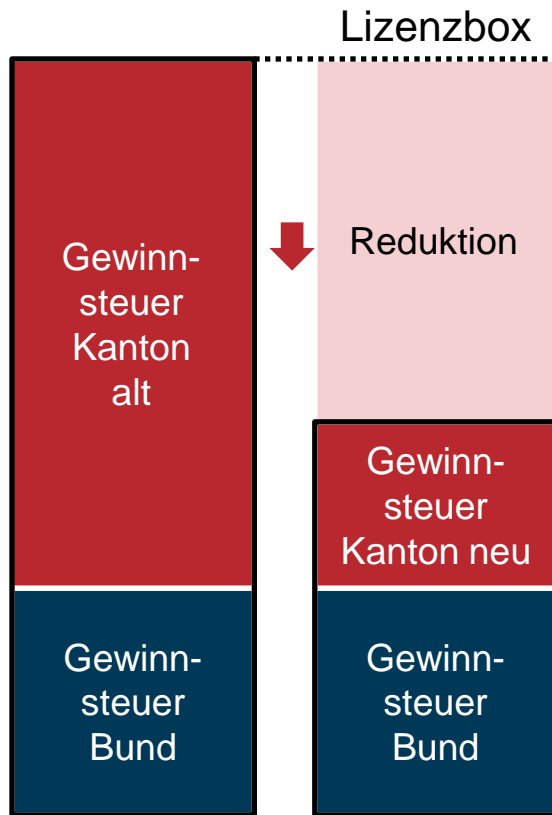 Lizenzbox
Gewinn-
steuer
Kanton
alt
Reduktion
Gewinn-
steuer
Kanton neu
Gewinn-
steuer
Bund
Gewinn-
steuer
Bund